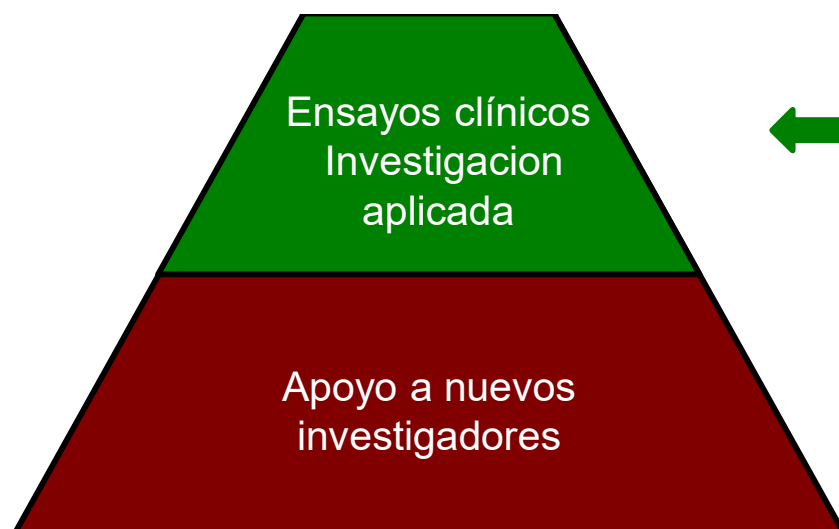 Ensayos clínicos
Investigacion
aplicada
Apoyo a nuevos
investigadores